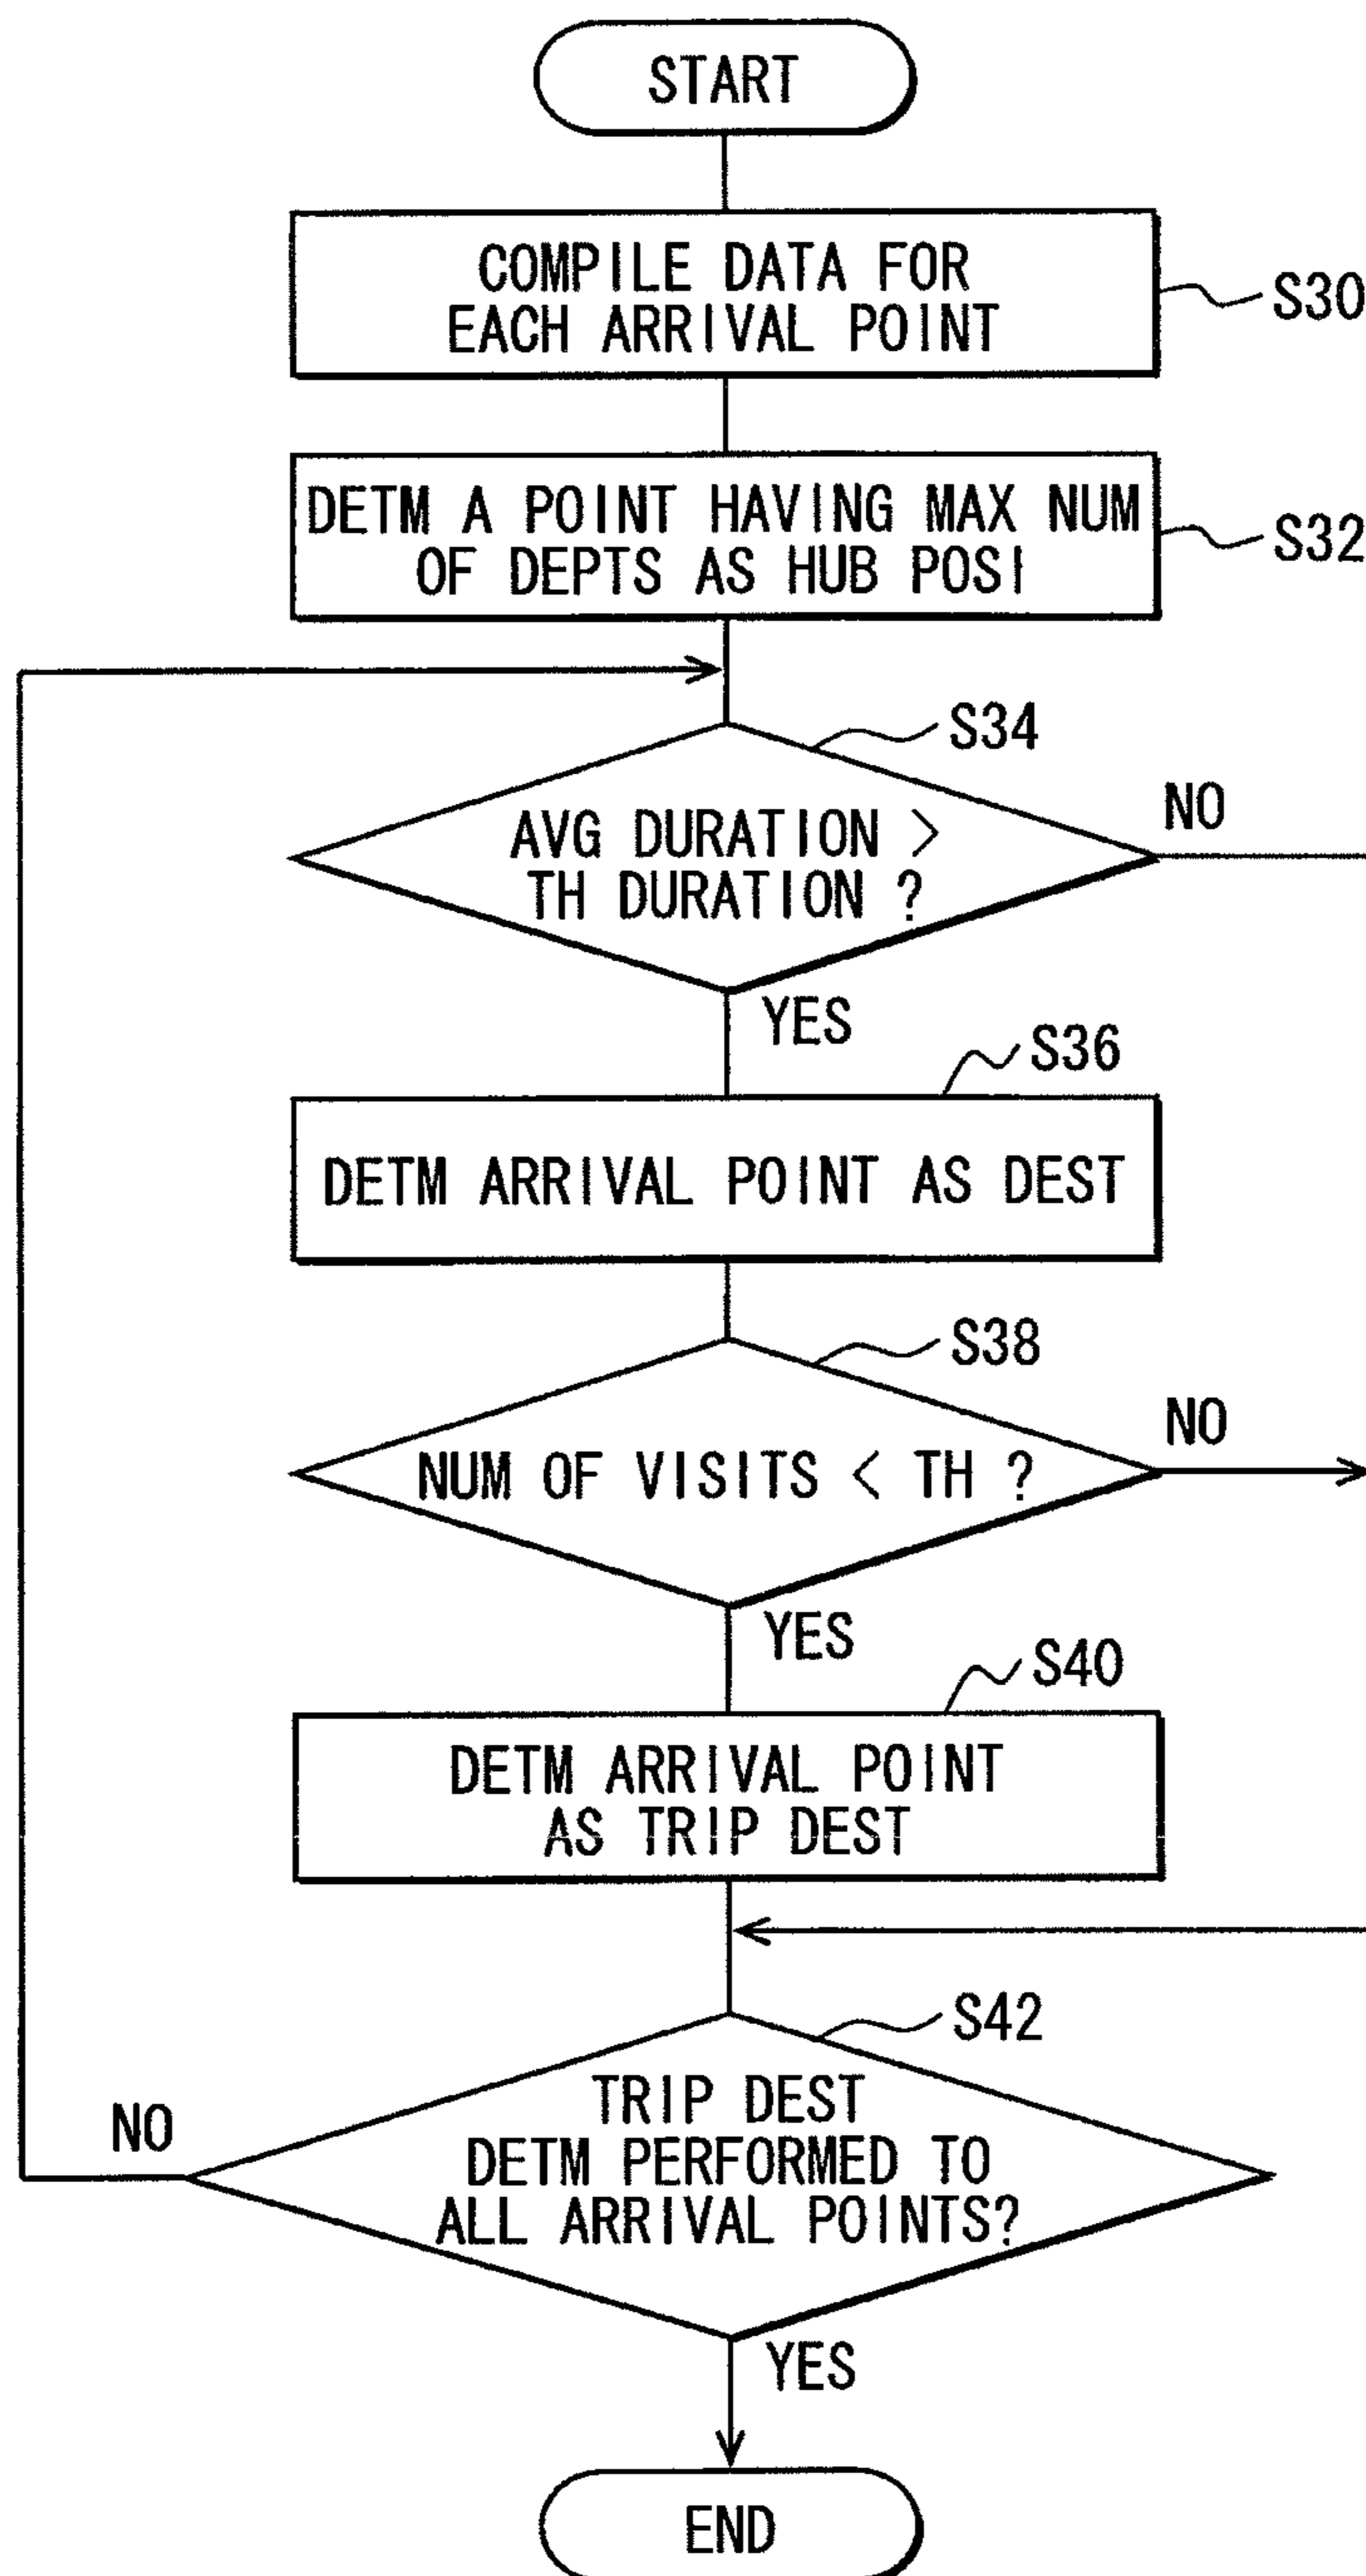 START
COMPILE DATA FOR
EACH ARRIVAL POINT
S30
DETM A POINT HAVING MAX NUM
OF DEPTS AS HUB POSI
S32
S34
AVG DURATION >
TH DURATION ?
NO
YES
S36
DETM ARRIVAL POINT AS DEST
S38
NUM OF VISITS < TH ?
NO
YES
S40
DETM ARRIVAL POINT
AS TRIP DEST
S42
TRIP DEST
DETM PERFORMED TO
ALL ARRIVAL POINTS?
NO
YES
END